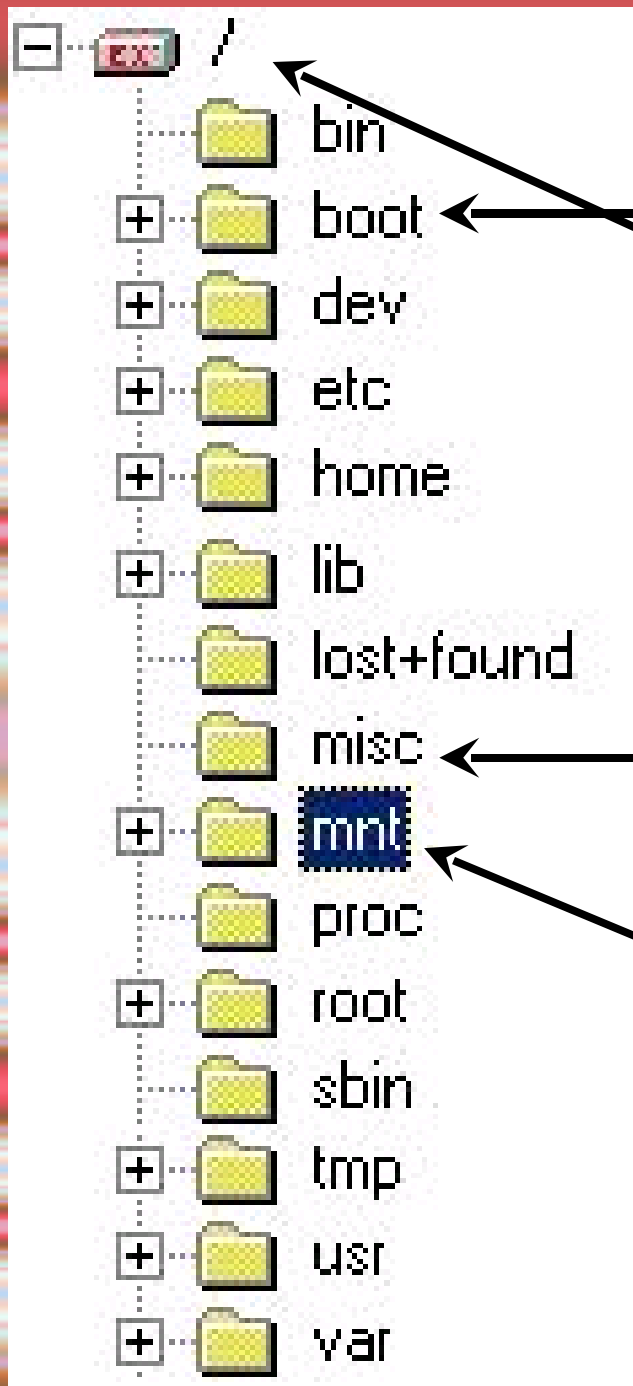 /
bin
boot
dev
etc
home
lib
lost+found
misc
mnt
proc
root
sbin
tmp
usr
var